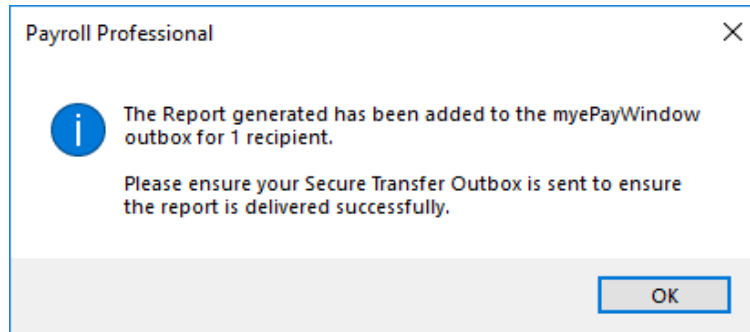 Payroll Professional
The Report generated has been added to the myePayWindow
outbox for 1 recipient.
Please ensure your Secure Transfer Outbox is sent to ensure
the report is delivered successfully.
OK